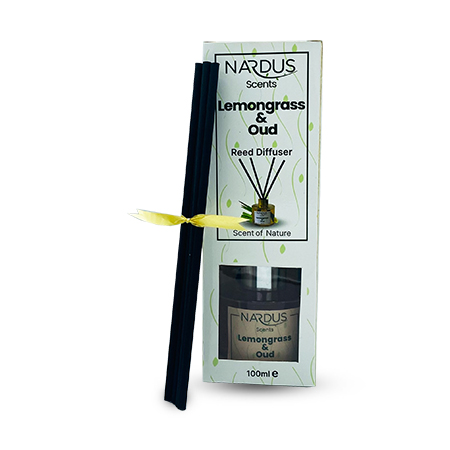 NARDUS
Scents
Lemongrass
&
Oud
Reed Diffuser
Scent of Nature
NARDUS
Scents
Lemongrass
&
Oud
100ml ℮